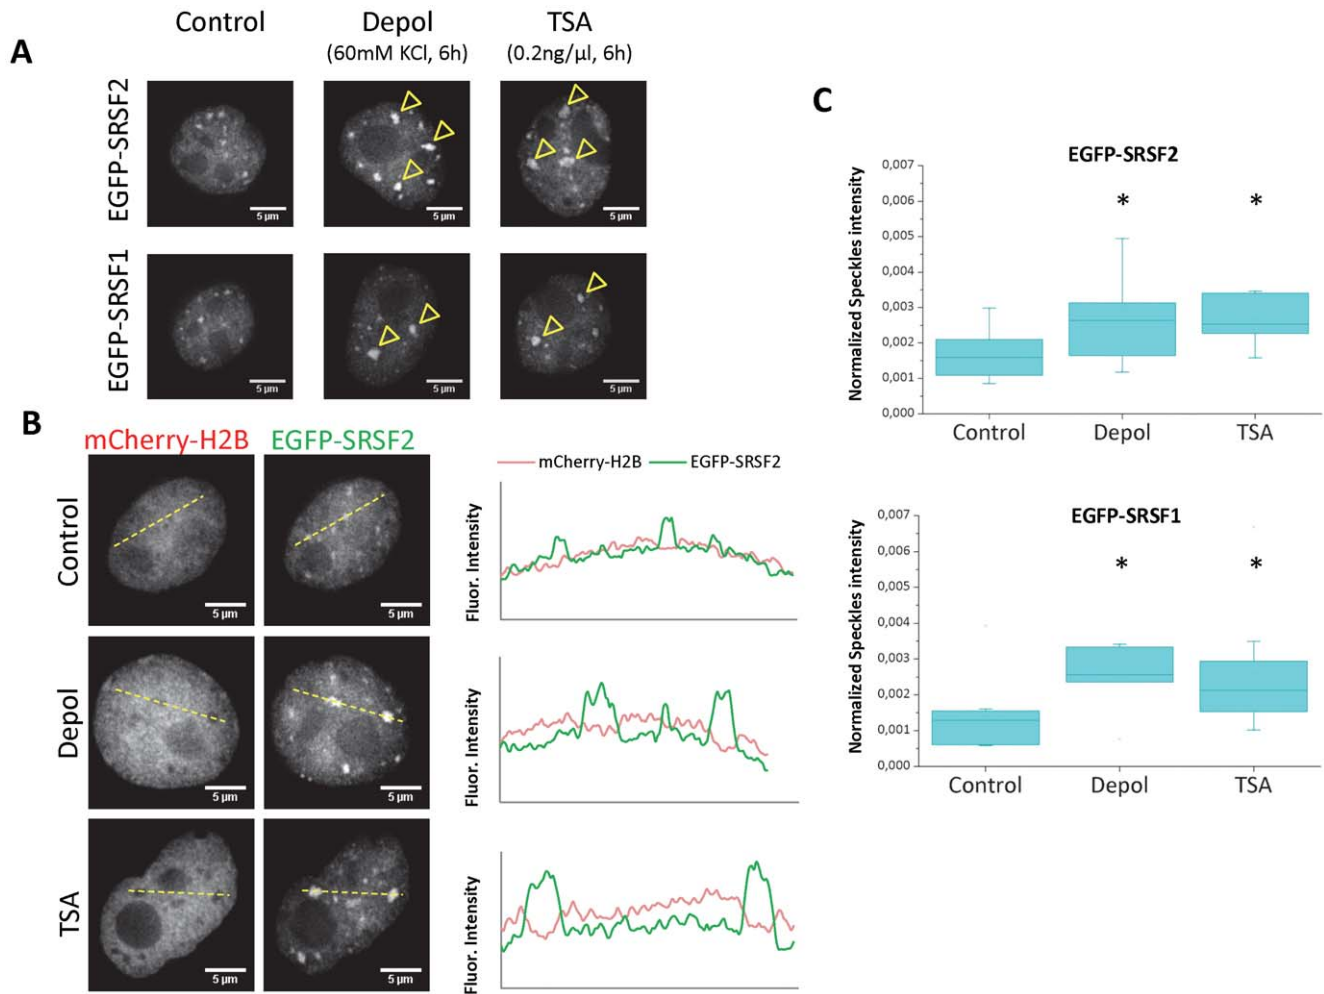 A
Control
Depol
(60mM KCl, 6h)
TSA
(0.2ng/μl, 6h)
EGFP-SRSF2
5 μm
5 μm
5 μm
EGFP-SRSF1
5 μm
5 μm
5 μm
B
mCherry-H2B
EGFP-SRSF2
mCherry-H2B
EGFP-SRSF2
Control
5 μm
5 μm
Fluor. Intensity
Depol
5 μm
5 μm
Fluor. Intensity
TSA
5 μm
5 μm
Fluor. Intensity
C
EGFP-SRSF2
Normalized Speckles intensity
0,007
0,006
0,005
0,004
0,003
0,002
0,001
0,000
*
*
Control
Depol
TSA
EGFP-SRSF1
Normalized Speckles intensity
0,007
0,006
0,005
0,004
0,003
0,002
0,001
0,000
*
*
Control
Depol
TSA